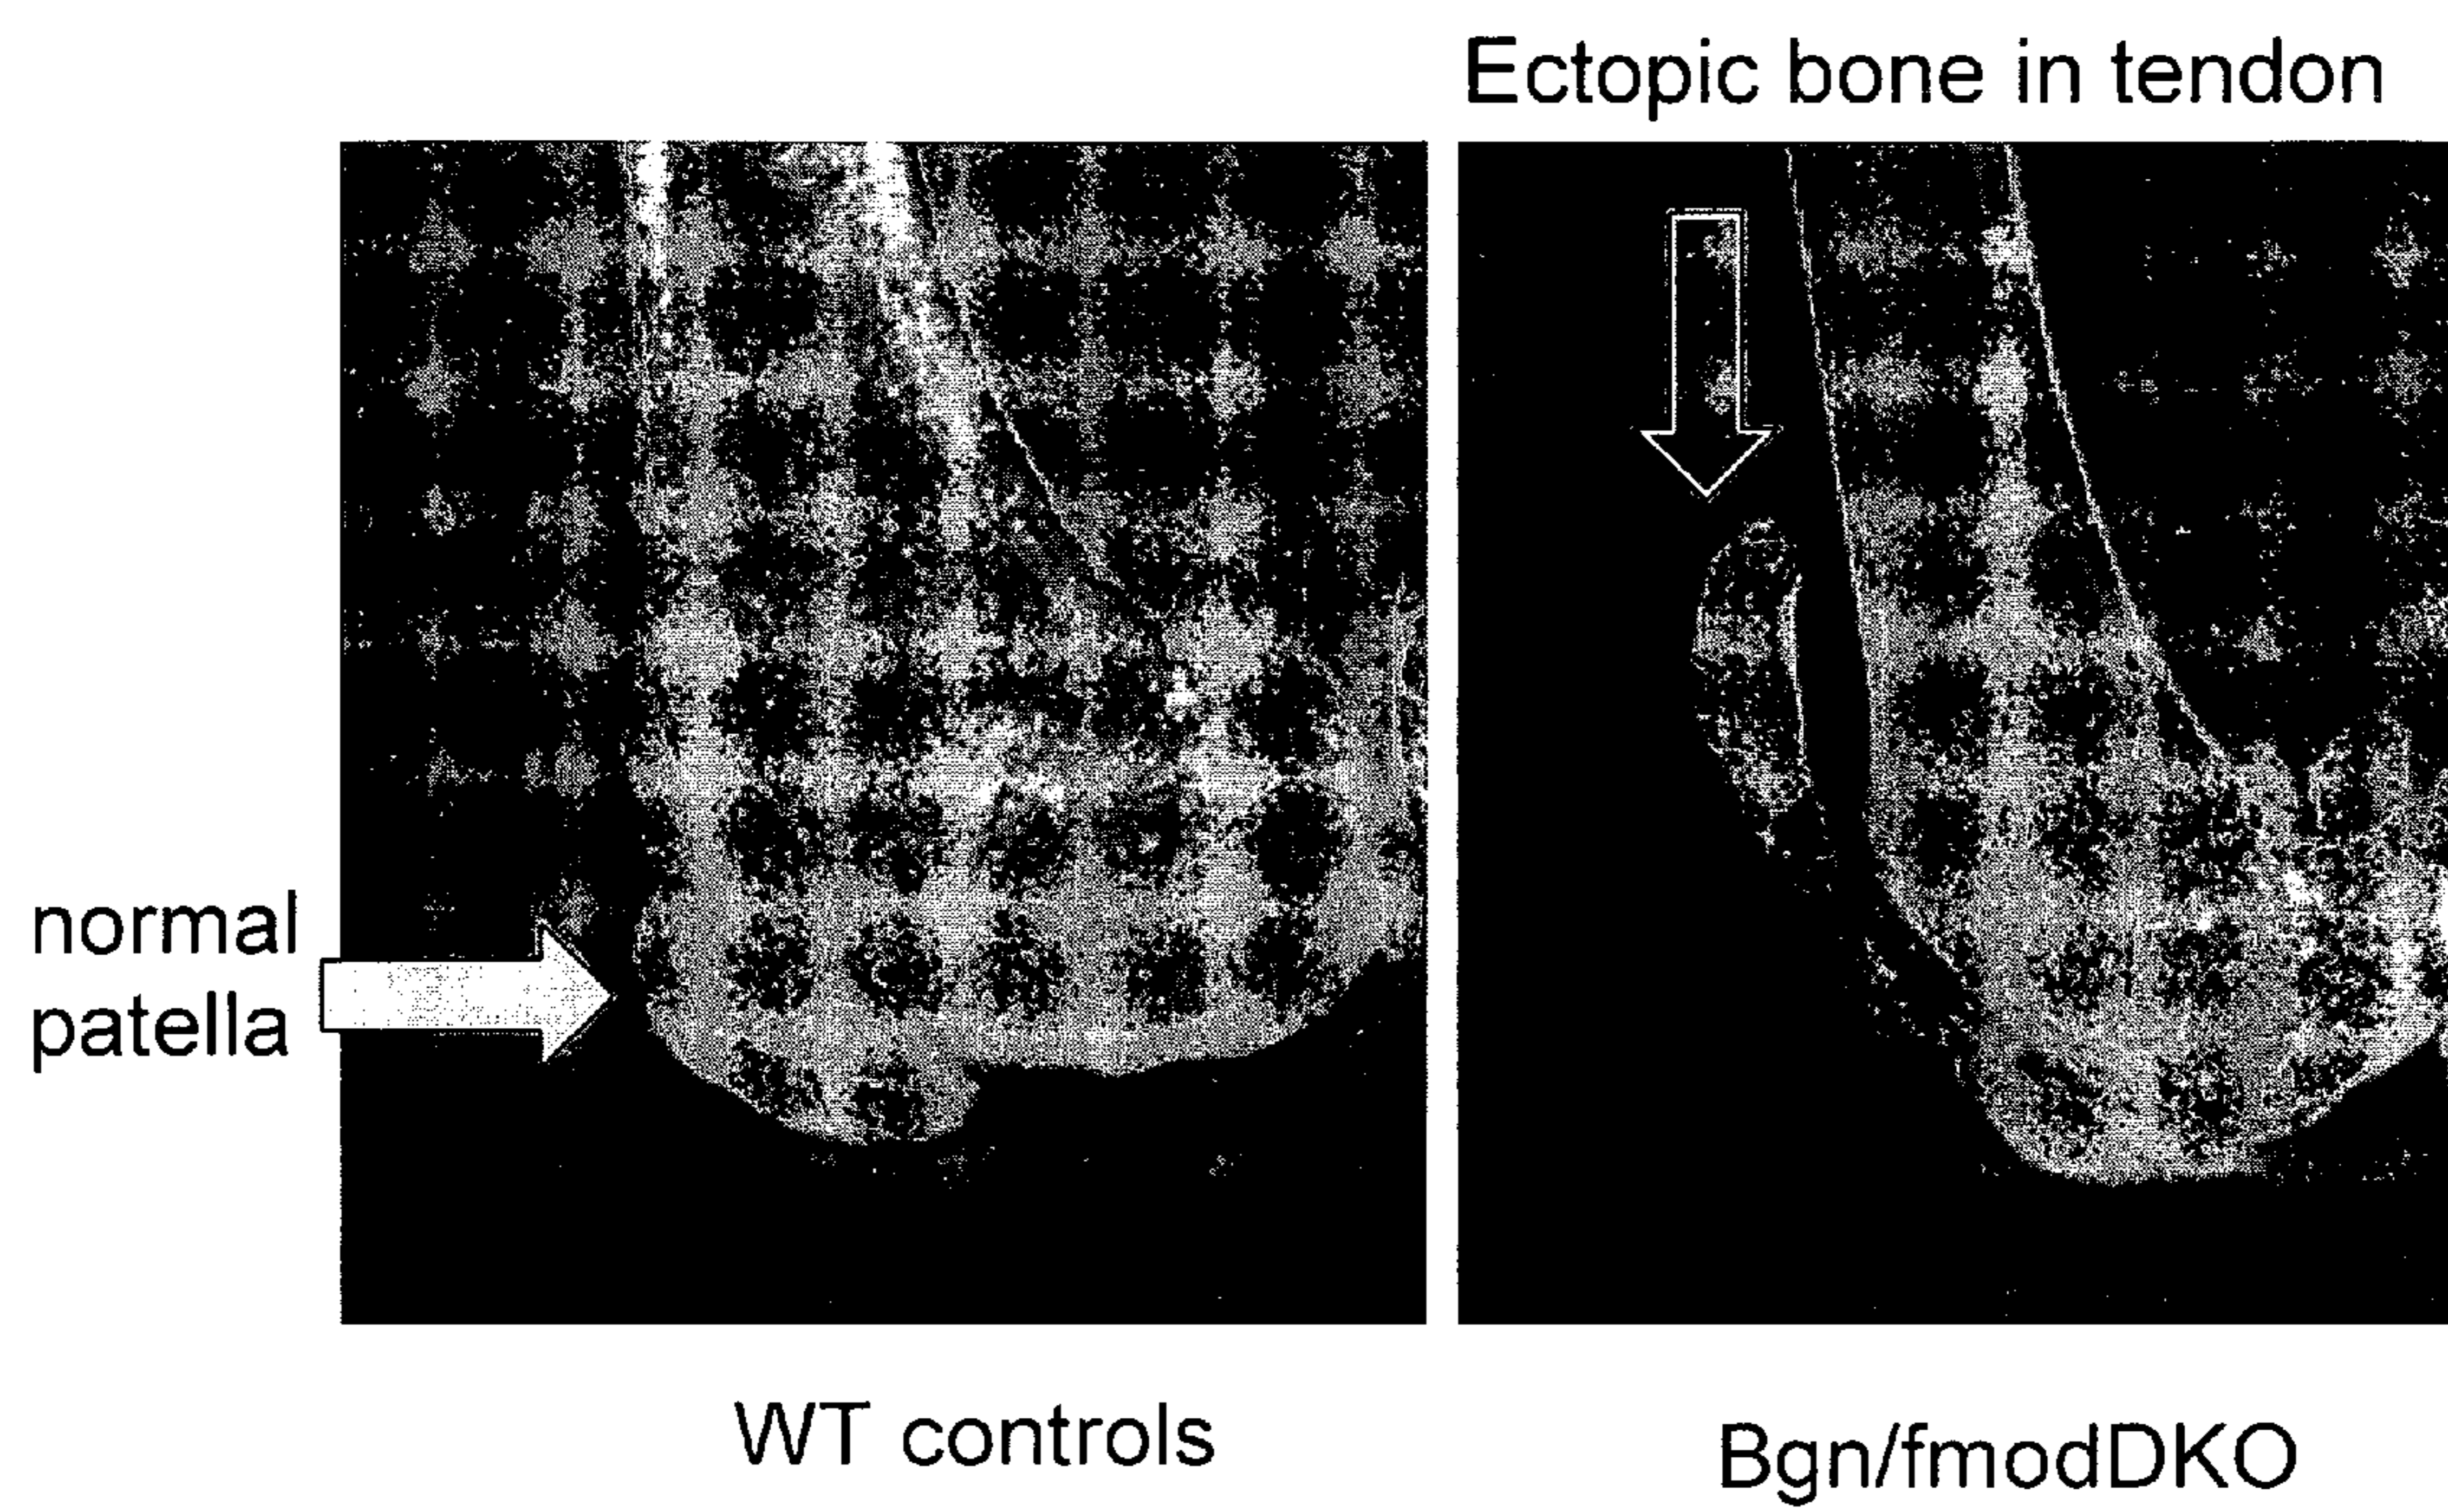 Ectopic bone in tendon
normal
patella
WT controls
Bgn/fmodDKO